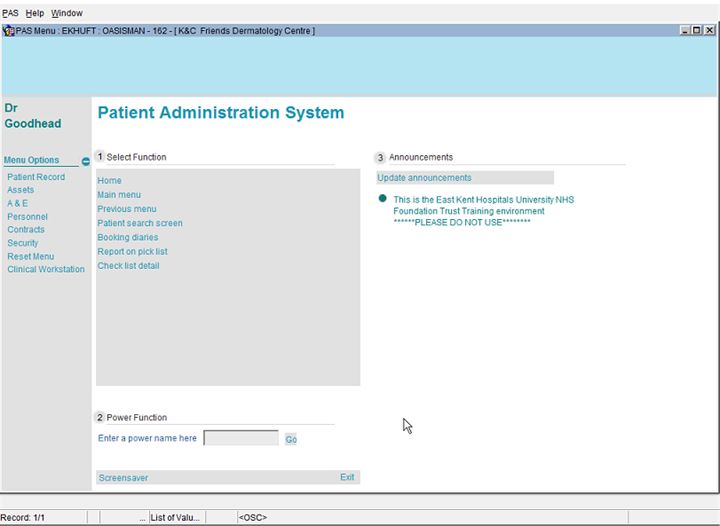 PAS Help Window
PAS Menu : EKHUFT : OASISMAN - 162 - [ K&C Friends Dermatology Centre ]
Dr
Goodhead
Patient Administration System
Menu Options
Patient Record
Assets
A & E
Personnel
Contracts
Security
Reset Menu
Clinical Workstation
1 Select Function
Home
Main menu
Previous menu
Patient search screen
Booking diaries
Report on pick list
Check list detail
2 Power Function
Enter a power name here Go
Screensaver Exit
3 Announcements
Update announcements
This is the East Kent Hospitals University NHS
Foundation Trust Training environment
******PLEASE DO NOT USE********
Record: 1/1 ... List of Valu... <OSC>